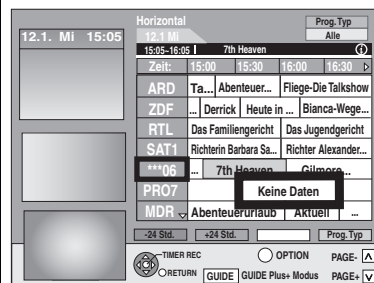 Horizontal
Prog.Typ
12.1. Mi 15:05
12.1 Mi
Alle
15:05~16:05
7th Heaven
Zeit: 15:00 15:30 16:00 16:30
ARD Ta... Abenteuer... Fliege-Die Talkshow
ZDF ... Derrick Heute in ... Bianca-Wege...
RTL Das Familiengericht Das Jugendgericht
SAT1 Richterin Barbara Sa... Richter Alexander...
***06 ... 7th Heaven Gilmore...
PRO7 Keine Daten
MDR Abenteuerurlaub Aktuell ...
-24 Std. +24 Std. Prog.Typ
TIMER REC OPTION PAGE-
RETURN GUIDE GUIDE Plus+ Modus PAGE+